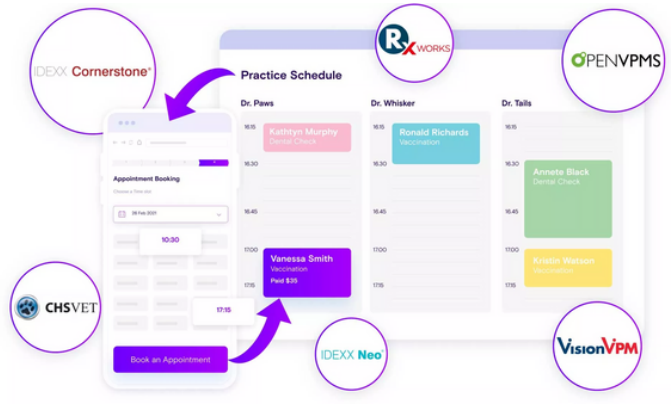 IDEXX Cornerstone®
Rx WORKS
OPENVPMS
Practice Schedule
Dr. Paws
Dr. Whisker
Dr. Tails
16:15
Kathtyn Murphy
Dental Check
16:15
Ronald Richards
Vaccination
16:15
16.30
16.30
16.30
Annete Black
Dental Check
16.45
16.45
16.45
17:00
Vanessa Smith
Vaccination
Paid $35
17:00
17:00
Kristin Watson
Vaccination
17:15
17:15
17:15
Appointment Booking
Choose a time slot
28 Feb 2021
10:30
17:15
Book an Appointment
CHSVET
IDEXX Neo
VISIONVPM